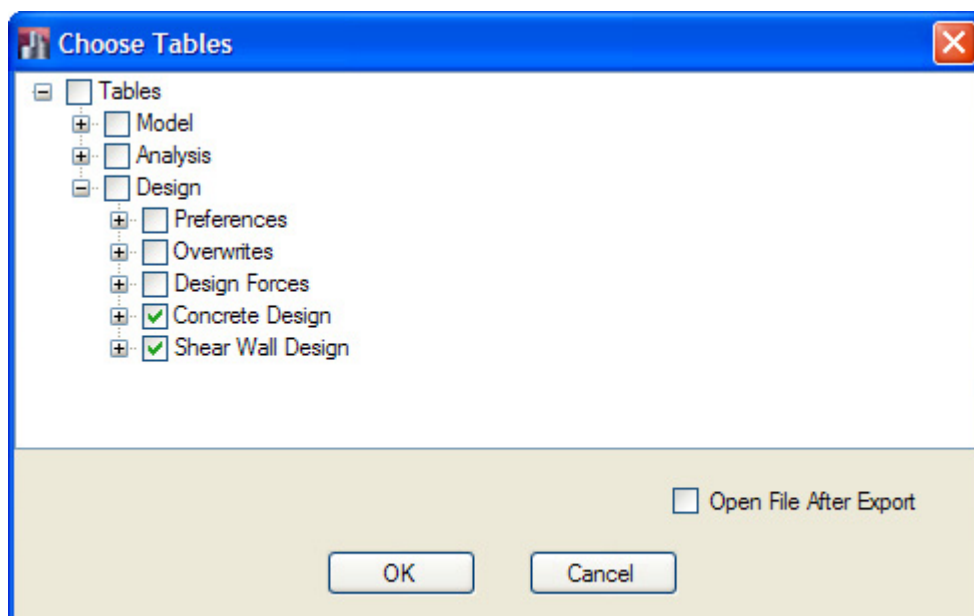 Choose Tables
Tables
Model
Analysis
Design
Preferences
Overwrites
Design Forces
Concrete Design
Shear Wall Design
Open File After Export
OK Cancel